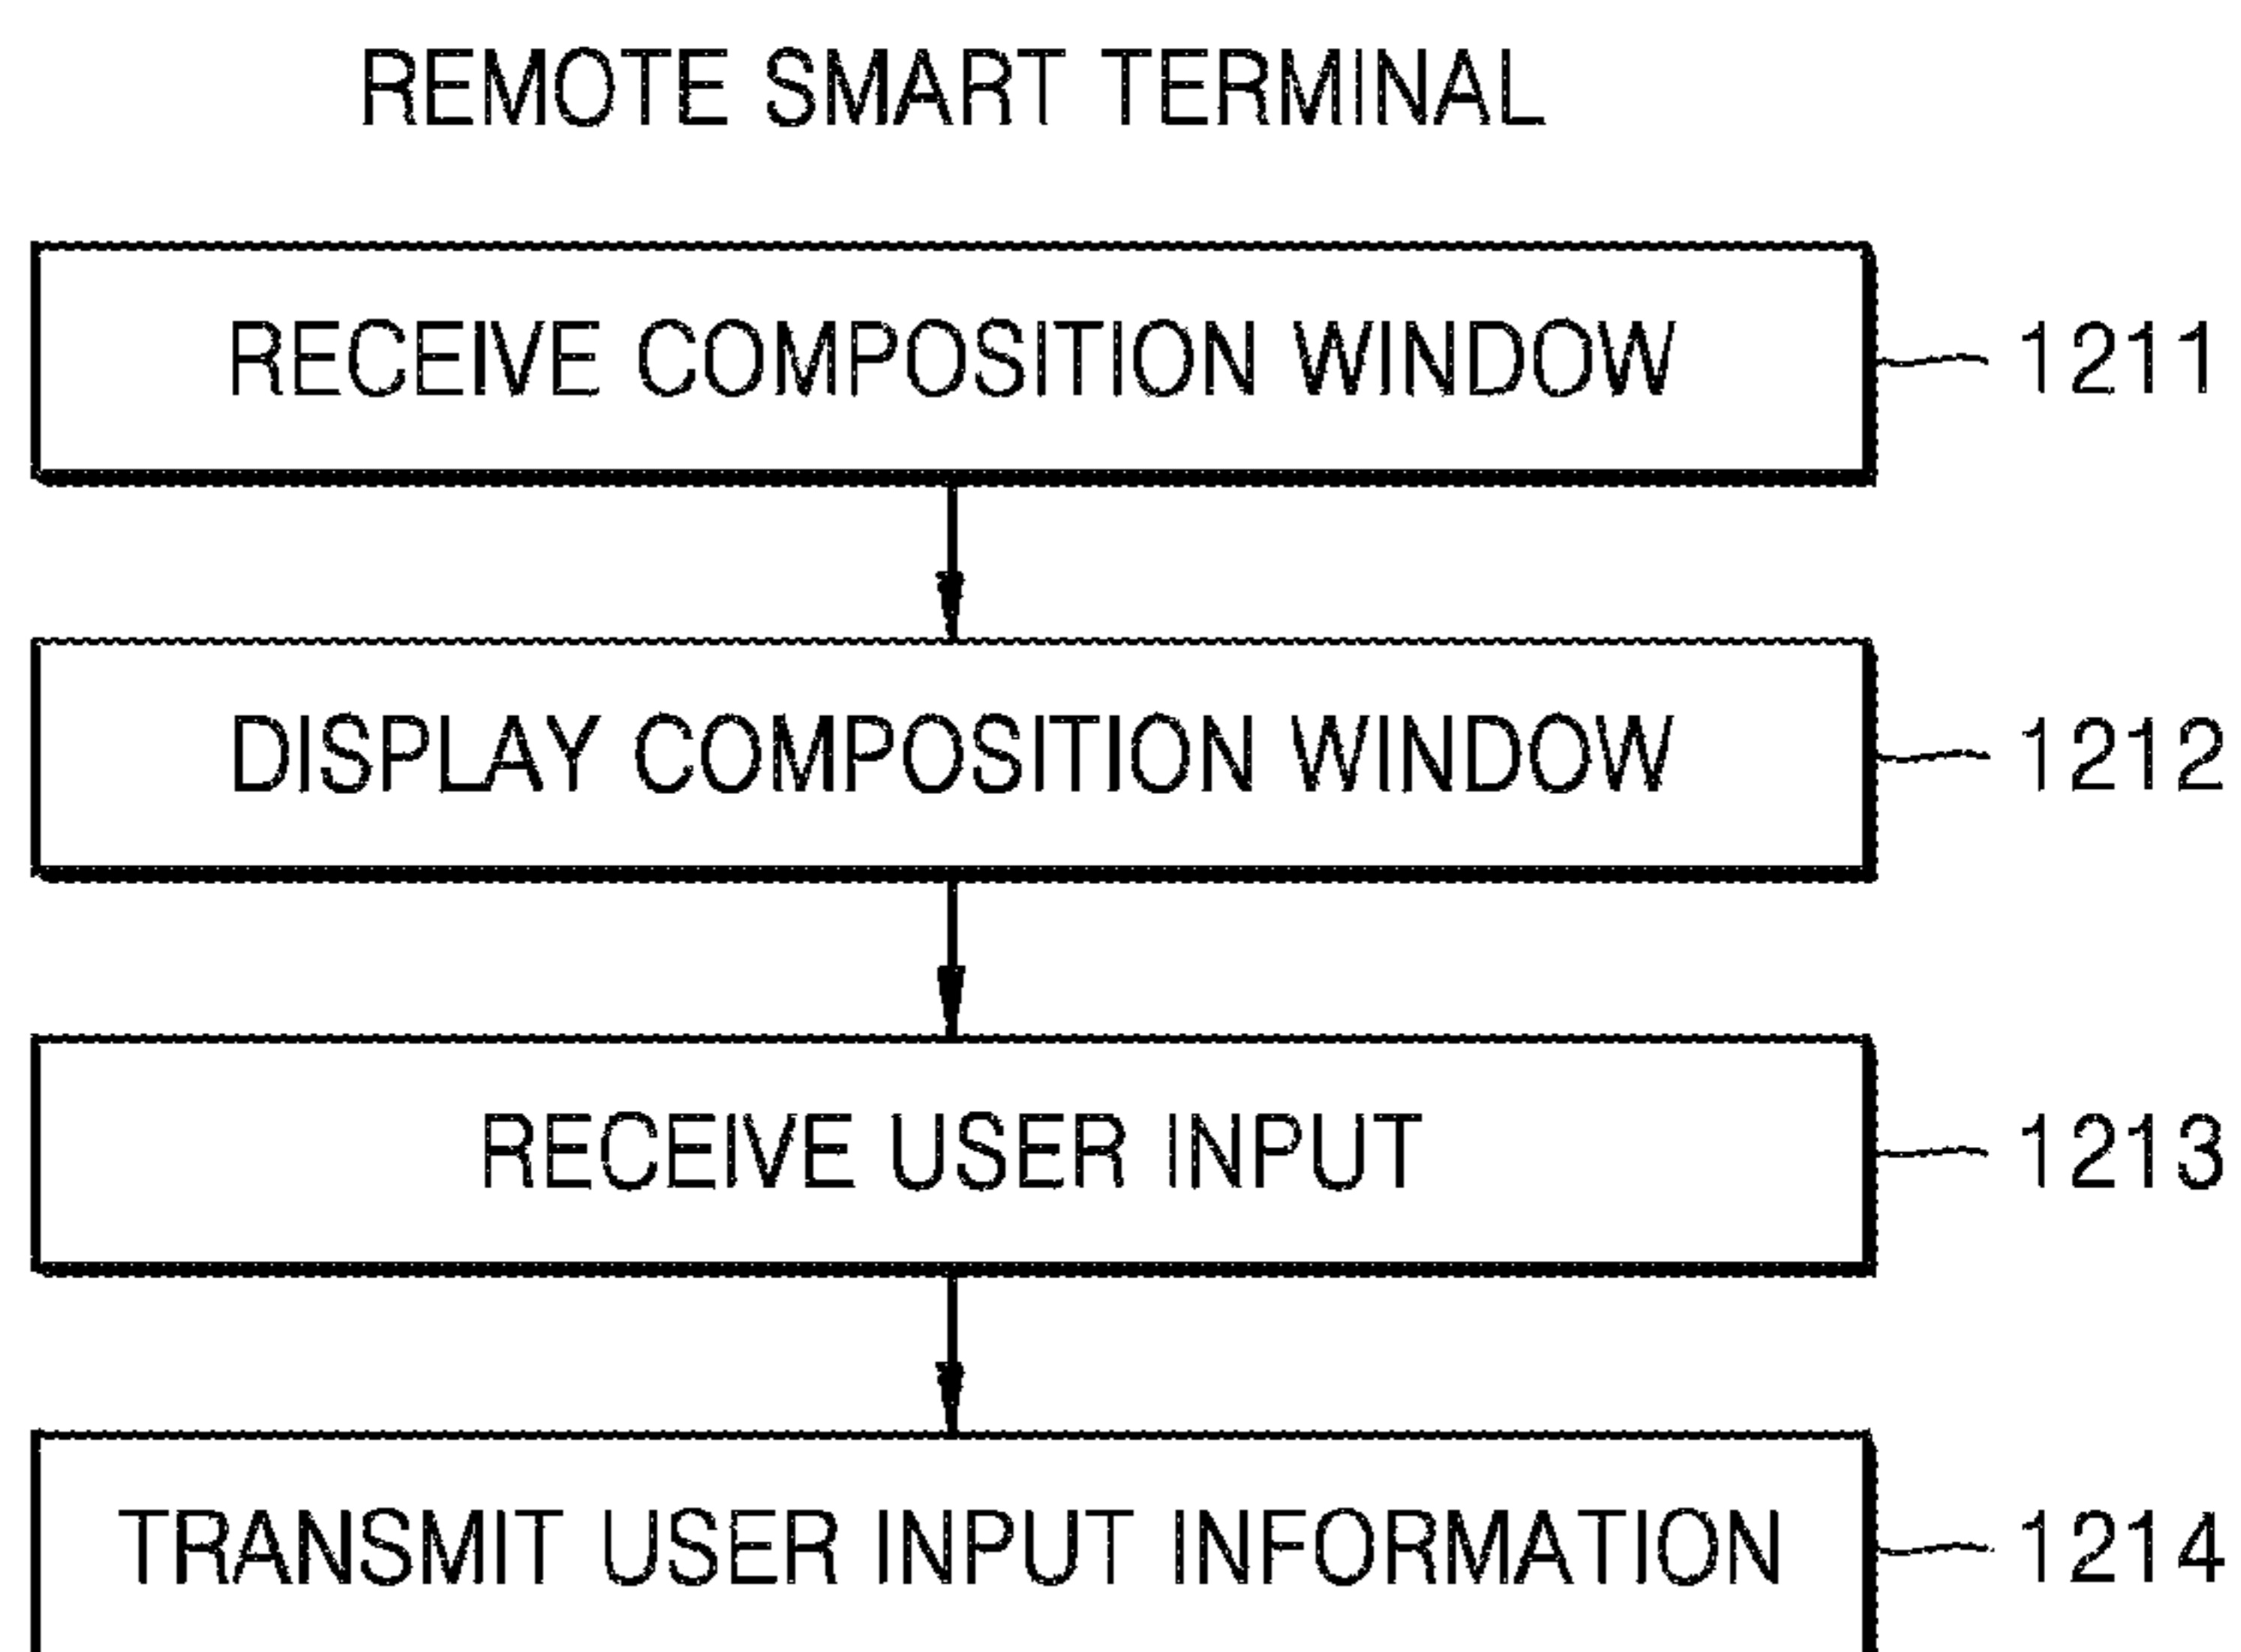 REMOTE SMART TERMINAL
RECEIVE COMPOSITION WINDOW 1211
DISPLAY COMPOSITION WINDOW 1212
RECEIVE USER INPUT 1213
TRANSMIT USER INPUT INFORMATION 1214